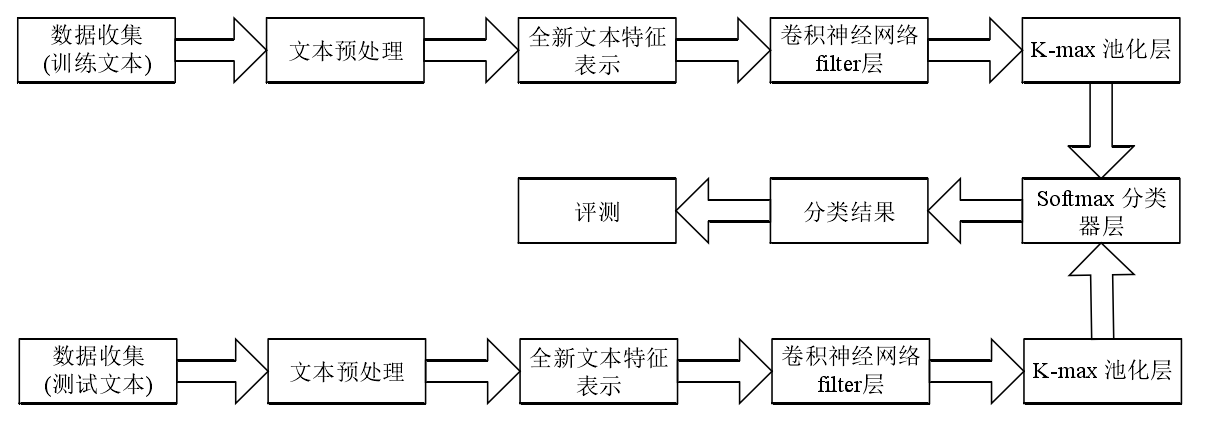 数据收集
(训练文本)
文本预处理
全新文本特征
表示
卷积神经网络
filter层
K-max 池化层
评测
分类结果
Softmax 分类
器层
数据收集
(测试文本)
文本预处理
全新文本特征
表示
卷积神经网络
filter层
K-max 池化层